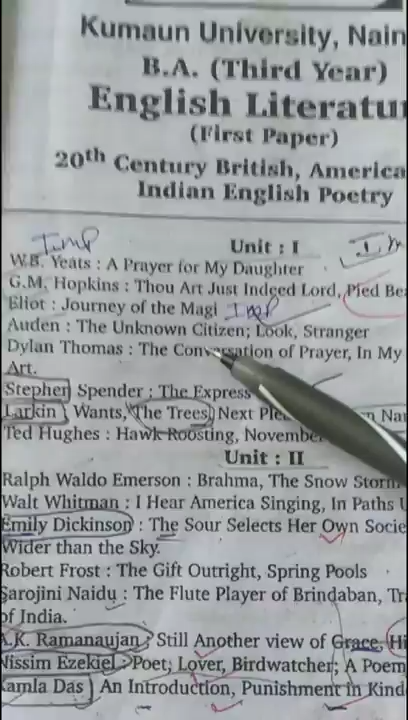 Kumaun University, Nain
B.A. (Third Year)
English Literatu
(First Paper)
20th Century British, America
Indian English Poetry
Imp
Unit : I
W.B. Yeats : A Prayer for My Daughter
G.M. Hopkins : Thou Art Just Indeed Lord, Pied Be
Eliot : Journey of the Magi Imp
Auden : The Unknown Citizen; Look, Stranger
Dylan Thomas : The Conversation of Prayer, In My
Art.
Stepher Spender : The Express
Larkin : Wants, The Trees, Next Ple
Ted Hughes : Hawk Roosting, November
Unit : II
Ralph Waldo Emerson : Brahma, The Snow Storm
Walt Whitman : I Hear America Singing, In Paths U
Emily Dickinson : The Sour Selects Her Own Socie
Wider than the Sky.
Robert Frost : The Gift Outright, Spring Pools
Sarojini Naidu : The Flute Player of Brindaban, Tr
of India.
A.K. Ramanaujan : Still Another view of Grace, Hi
Nissim Ezekiel : Poet; Lover, Birdwatcher; A Poem
Kamla Das : An Introduction, Punishment in Kind